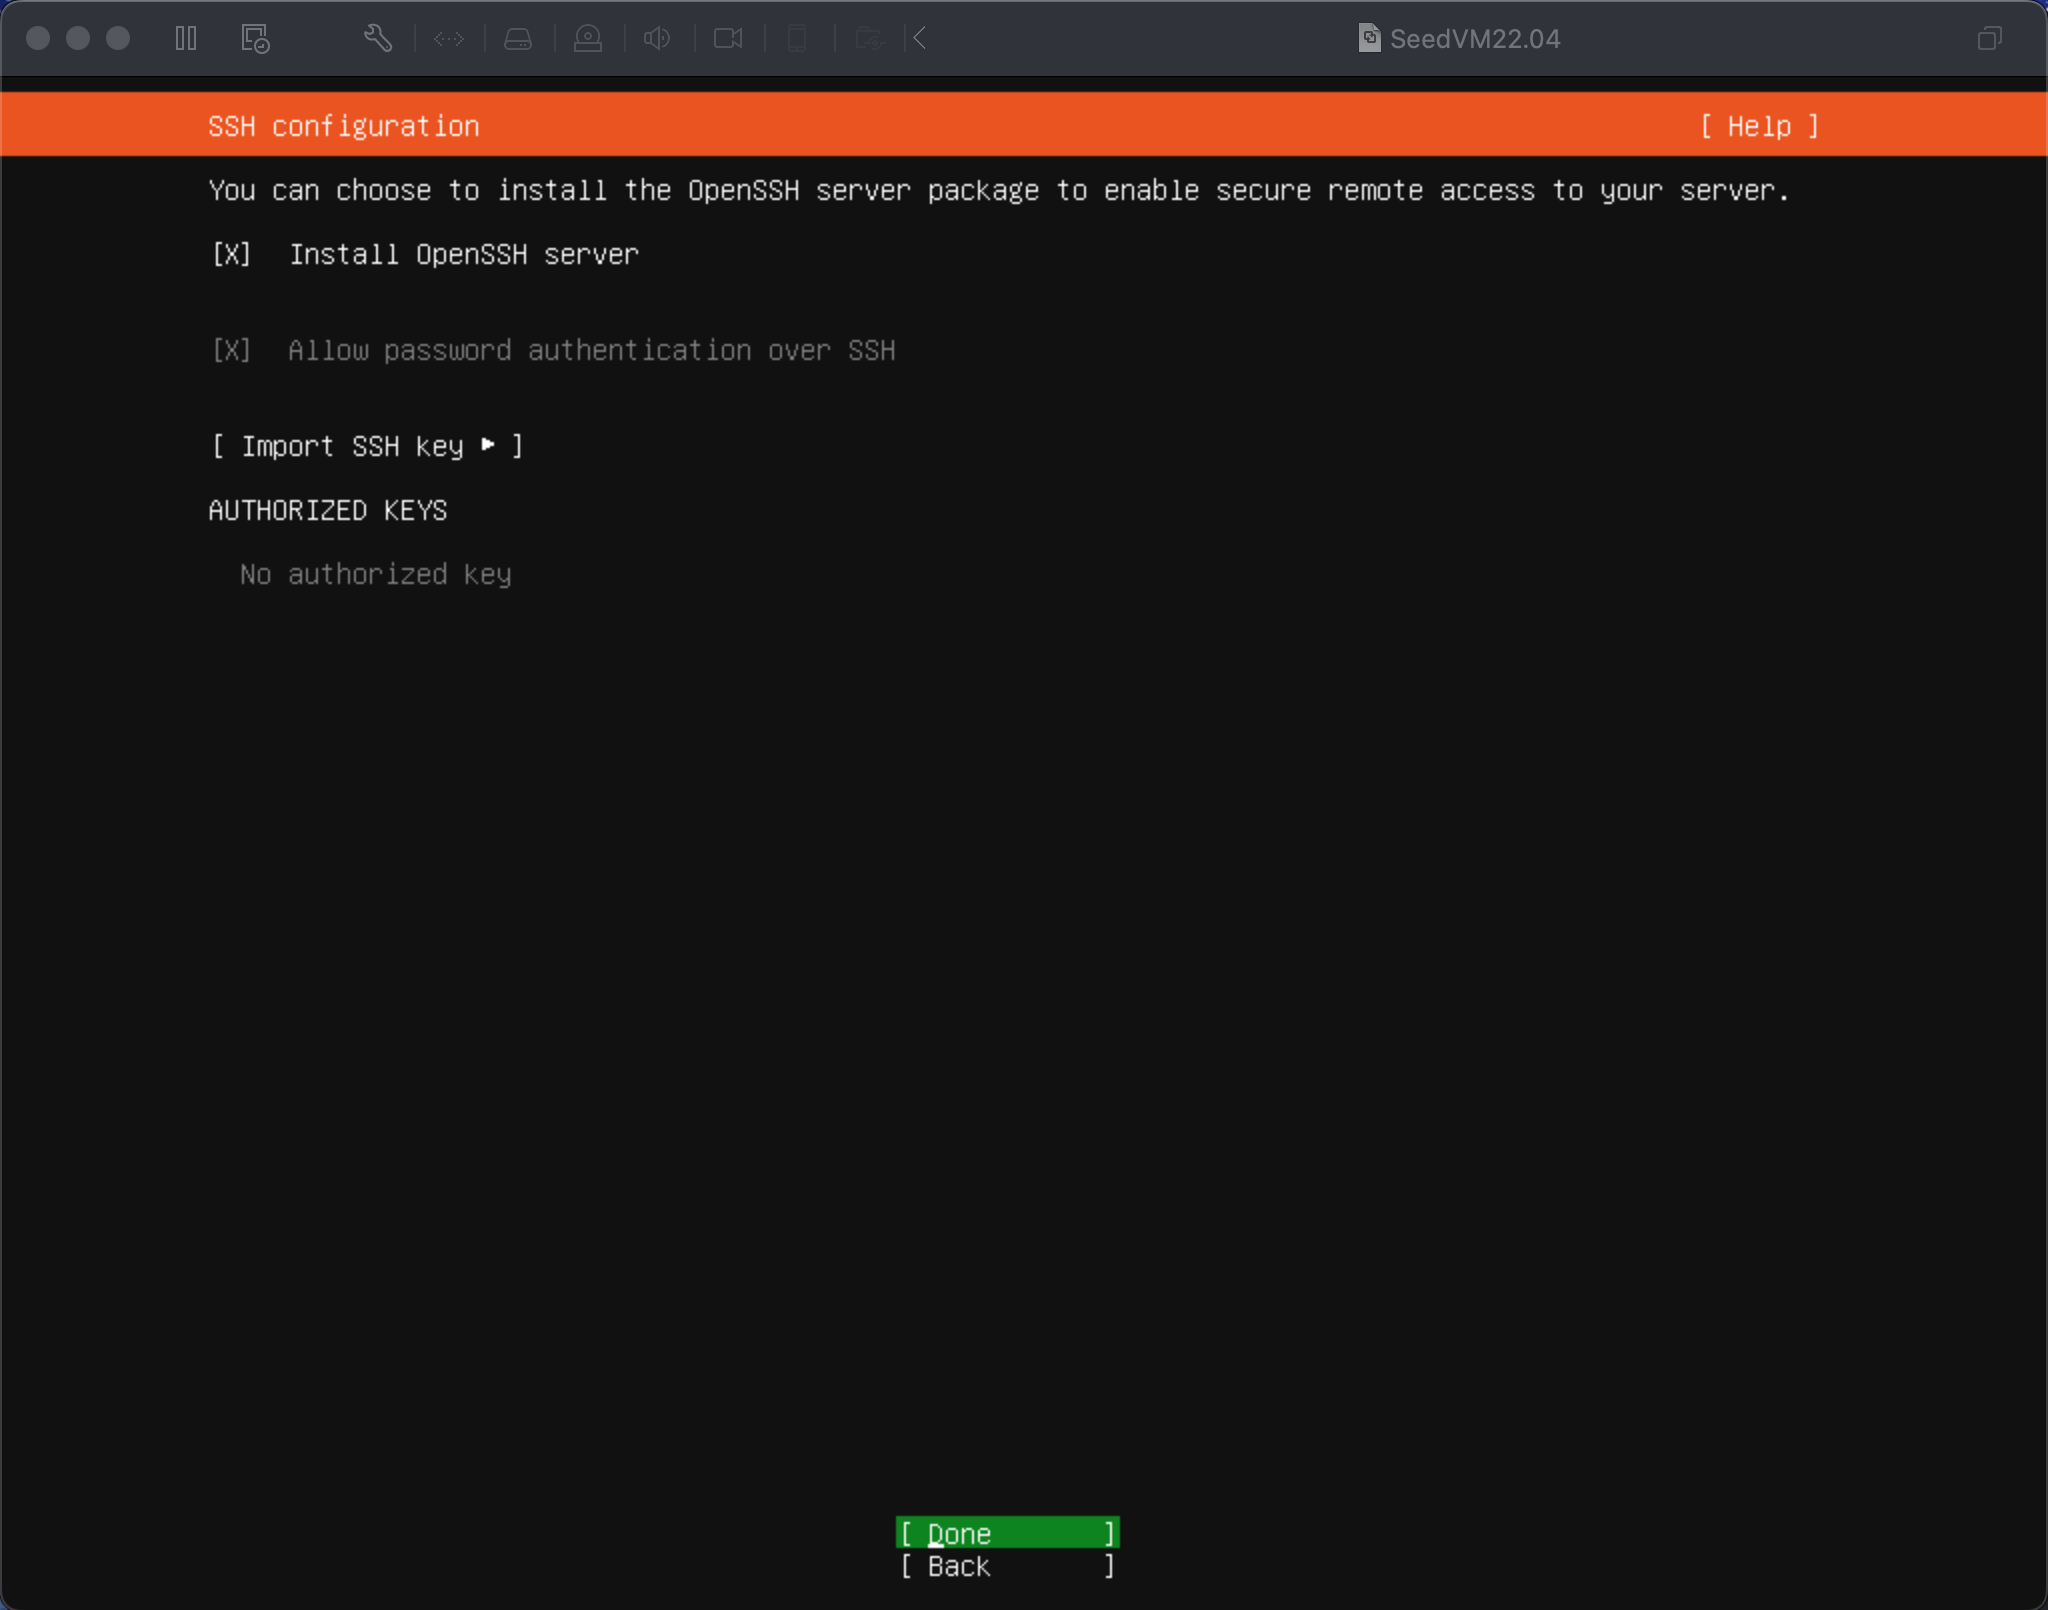 SeedVM22.04
SSH configuration [ Help ]
You can choose to install the OpenSSH server package to enable secure remote access to your server.
[X] Install OpenSSH server
[X] Allow password authentication over SSH
[ Import SSH key ▸ ]
AUTHORIZED KEYS
No authorized key
[ Done ]
[ Back ]